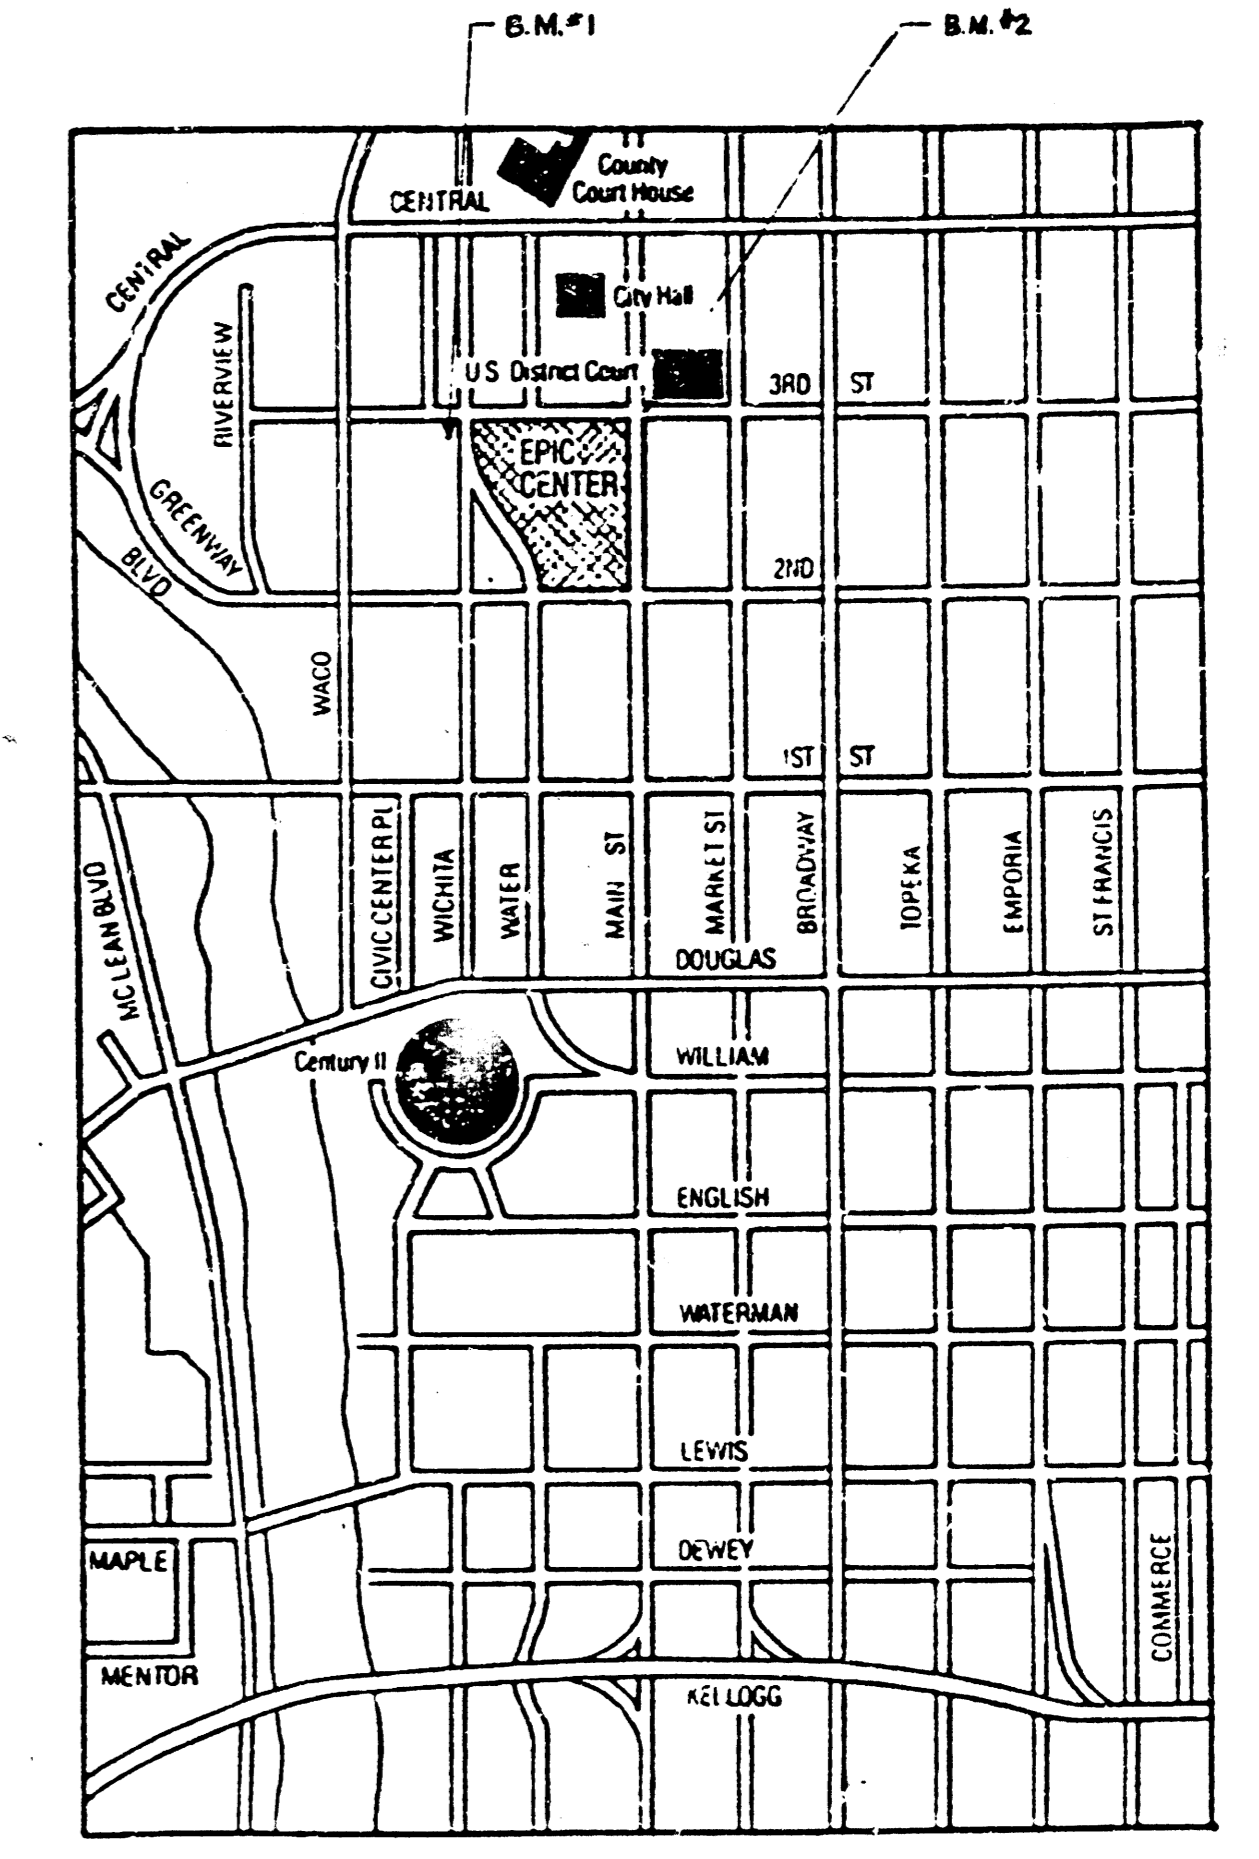 B.M.#1
B.M.#2
County
Court House
CENTRAL
CENTRAL
City Hall
RIVERVIEW
U S District Court
3RD ST
EPIC
CENTER
GREENWAY
BLVD
2ND
WACO
1ST ST
CIVIC CENTER PL
WICHITA
WATER
MAIN ST
MARKET ST
BROADWAY
TOPEKA
EMPORIA
ST FRANCIS
MC LEAN BLVD
DOUGLAS
Century II
WILLIAM
ENGLISH
WATERMAN
LEWIS
DEWEY
MAPLE
COMMERCE
MENTOR
KELLOGG